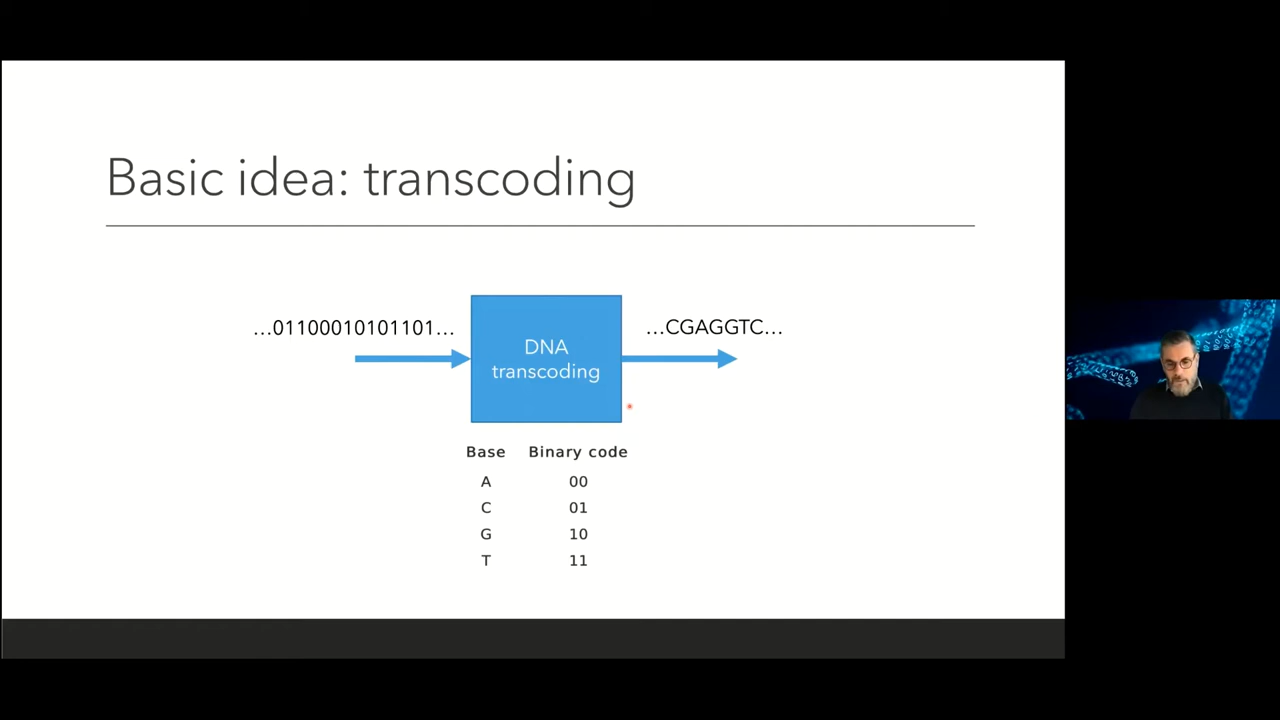 Basic idea: transcoding
...01100010101101...
DNA
transcoding
...CGAGGTC...
Base Binary code
A 00
C 01
G 10
T 11